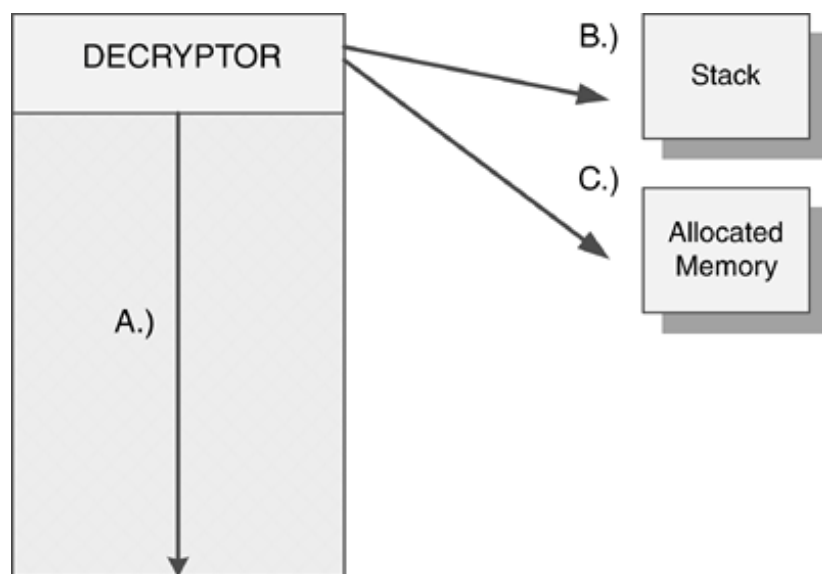 DECRYPTOR
B.)
Stack
C.)
Allocated
Memory
A.)